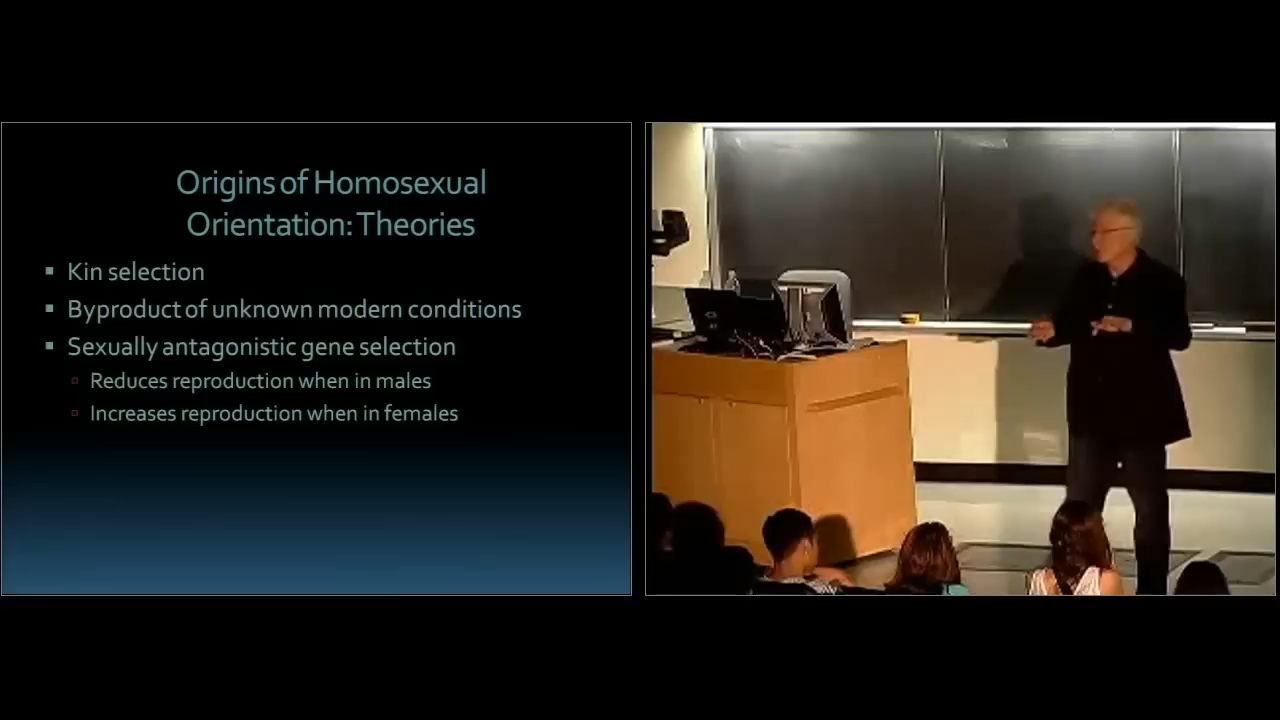 Origins of Homosexual
Orientation: Theories
Kin selection
Byproduct of unknown modern conditions
Sexually antagonistic gene selection
Reduces reproduction when in males
Increases reproduction when in females